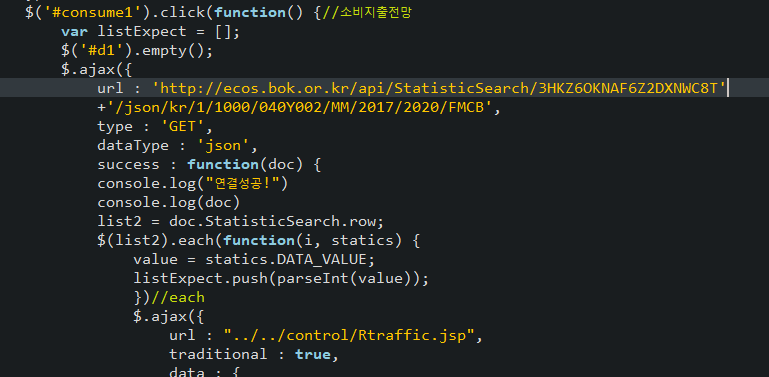 $('#consume1').click(function() {//소비지출전망
var listExpect = [];
$('#d1').empty();
$.ajax({
url : 'http://ecos.bok.or.kr/api/StatisticSearch/3HKZ6OKNAF6Z2DXNWC8T'
+'/json/kr/1/1000/040Y002/MM/2017/2020/FMCB',
type : 'GET',
dataType : 'json',
success : function(doc) {
console.log("연결성공!")
console.log(doc)
list2 = doc.StatisticSearch.row;
$(list2).each(function(i, statics) {
value = statics.DATA_VALUE;
listExpect.push(parseInt(value));
})//each
$.ajax({
url : "../../control/Rtraffic.jsp",
traditional : true,
data : {